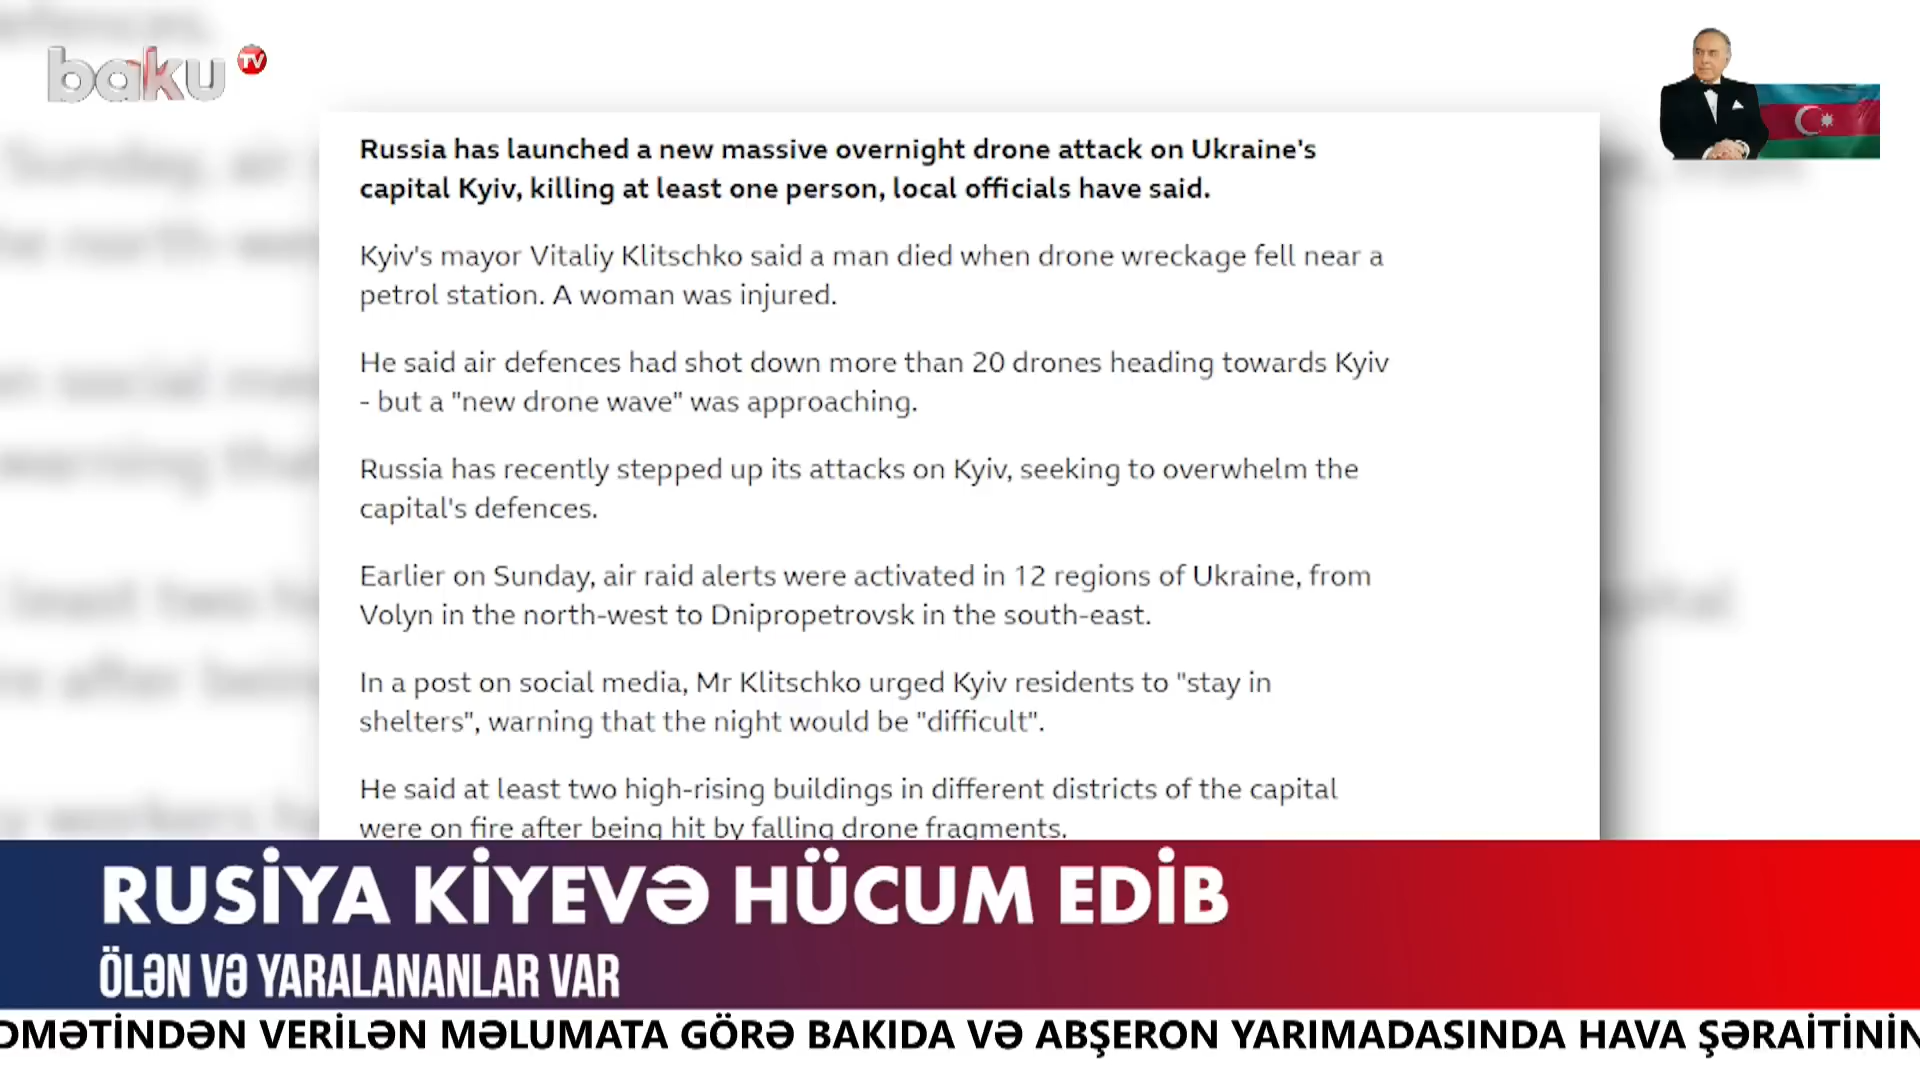 baku TV
Russia has launched a new massive overnight drone attack on Ukraine's
capital Kyiv, killing at least one person, local officials have said.
Kyiv's mayor Vitaliy Klitschko said a man died when drone wreckage fell near a
petrol station. A woman was injured.
He said air defences had shot down more than 20 drones heading towards Kyiv
- but a "new drone wave" was approaching.
Russia has recently stepped up its attacks on Kyiv, seeking to overwhelm the
capital's defences.
Earlier on Sunday, air raid alerts were activated in 12 regions of Ukraine, from
Volyn in the north-west to Dnipropetrovsk in the south-east.
In a post on social media, Mr Klitschko urged Kyiv residents to "stay in
shelters", warning that the night would be "difficult".
He said at least two high-rising buildings in different districts of the capital
were on fire after being hit by falling drone fragments.
RUSİYA KİYEVƏ HÜCUM EDİB
ÖLƏN VƏ YARALANANLAR VAR
DMƏTİNDƏN VERİLƏN MƏLUMATA GÖRƏ BAKIDA VƏ ABŞERON YARIMADASINDA HAVA ŞƏRAİTİNİN